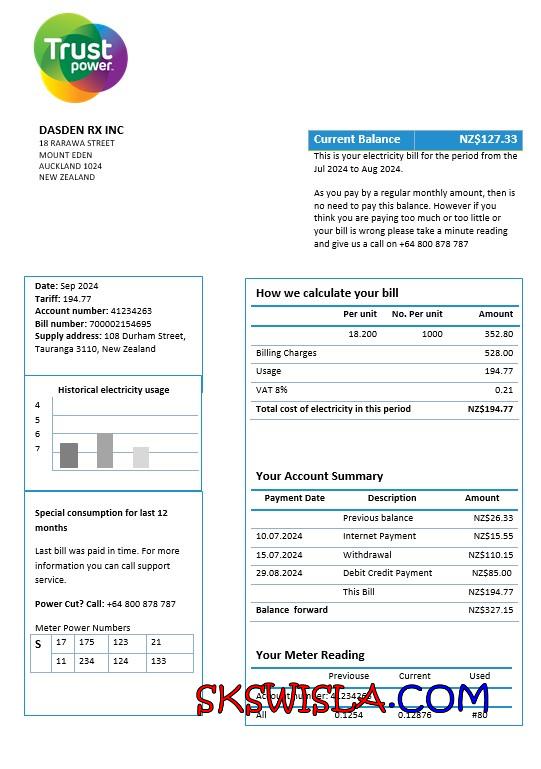 Trust
power.
DASDEN RX INC
18 RARAWA STREET
MOUNT EDEN
AUCKLAND 1024
NEW ZEALAND
Current Balance NZ$127.33
This is your electricity bill for the period from the
Jul 2024 to Aug 2024.
As you pay by a regular monthly amount, then is
no need to pay this balance. However if you
think you are paying too much or too little or
your bill is wrong please take a minute reading
and give us a call on +64 800 878 787
Date: Sep 2024
Tariff: 194.77
Account number: 41234263
Bill number: 700002154695
Supply address: 108 Durham Street,
Tauranga 3110, New Zealand
Historical electricity usage
4
5
6
7
Special consumption for last 12
months
Last bill was paid in time. For more
information you can call support
service.
Power Cut? Call: +64 800 878 787
Meter Power Numbers
S 17 175 123 21
11 234 124 133
How we calculate your bill
Per unit No. Per unit Amount
18.200 1000 352.80
Billing Charges 528.00
Usage 194.77
VAT 8% 0.21
Total cost of electricity in this period NZ$194.77
Your Account Summary
Payment Date Description Amount
Previous balance NZ$26.33
10.07.2024 Internet Payment NZ$15.55
15.07.2024 Withdrawal NZ$110.15
29.08.2024 Debit Credit Payment NZ$85.00
This Bill NZ$194.77
Balance forward NZ$327.15
Your Meter Reading
Previouse Current Used
Account number: 41234263
All 0.1254 0.12876 #80
SKSWISLA.COM